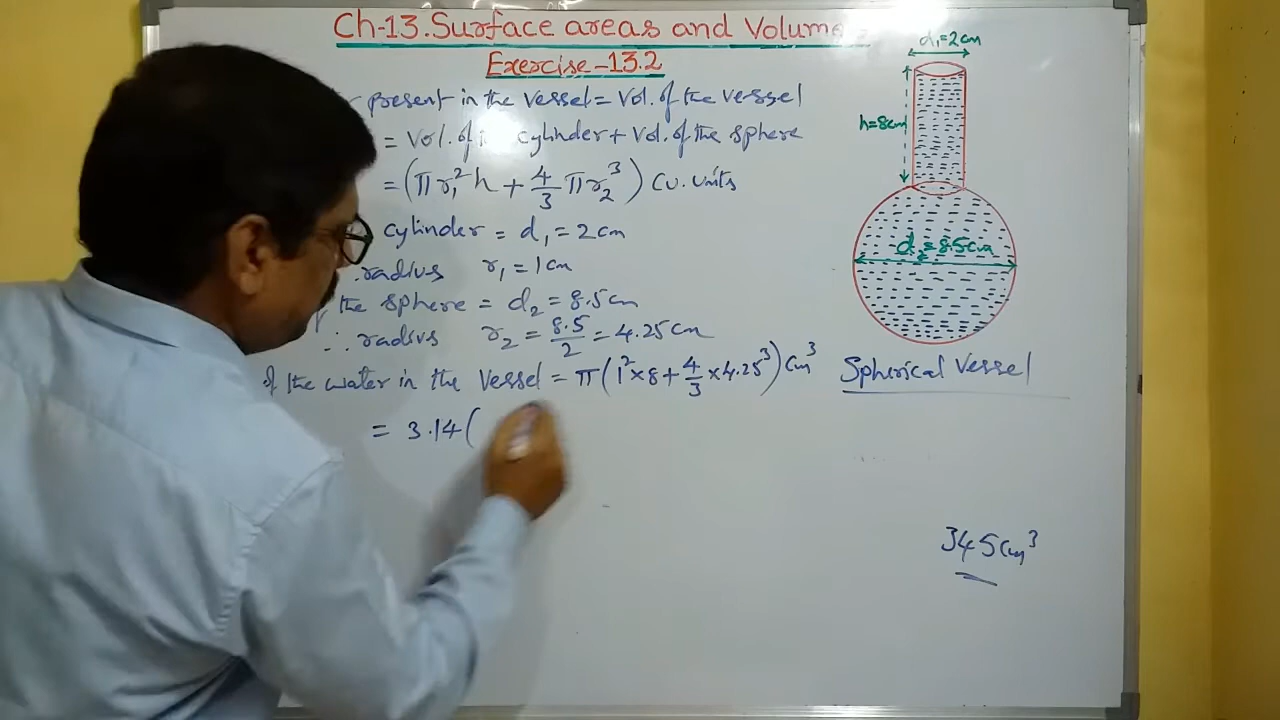 Ch-13. Surface areas and Volume
Exercise-13.2
present in the vessel = Vol. of the vessel
= Vol. of cylinder + Vol. of the sphere
= (πr₁²h + 4/3 πr₂³) Cu. units
cylinder = d₁ = 2cm
radius r₁ = 1cm
the sphere = d₂ = 8.5cm
∴ radius r₂ = 8.5/2 = 4.25cm
of the water in the vessel = π(1²×8 + 4/3 ×4.25³) cm³
= 3.14(
d₁=2cm
h=8cm
d₂=8.5cm
Spherical Vessel
345cm³